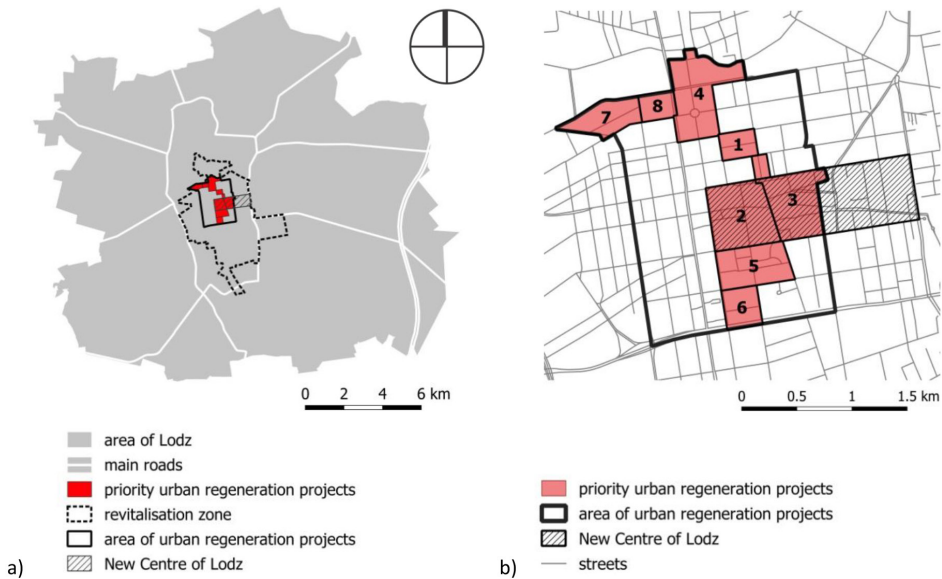 7
8
4
1
2
3
5
6
0 2 4 6 km
0 0.5 1 1.5 km
area of Lodz
main roads
priority urban regeneration projects
revitalisation zone
area of urban regeneration projects
New Centre of Lodz
a)
priority urban regeneration projects
area of urban regeneration projects
New Centre of Lodz
streets
b)